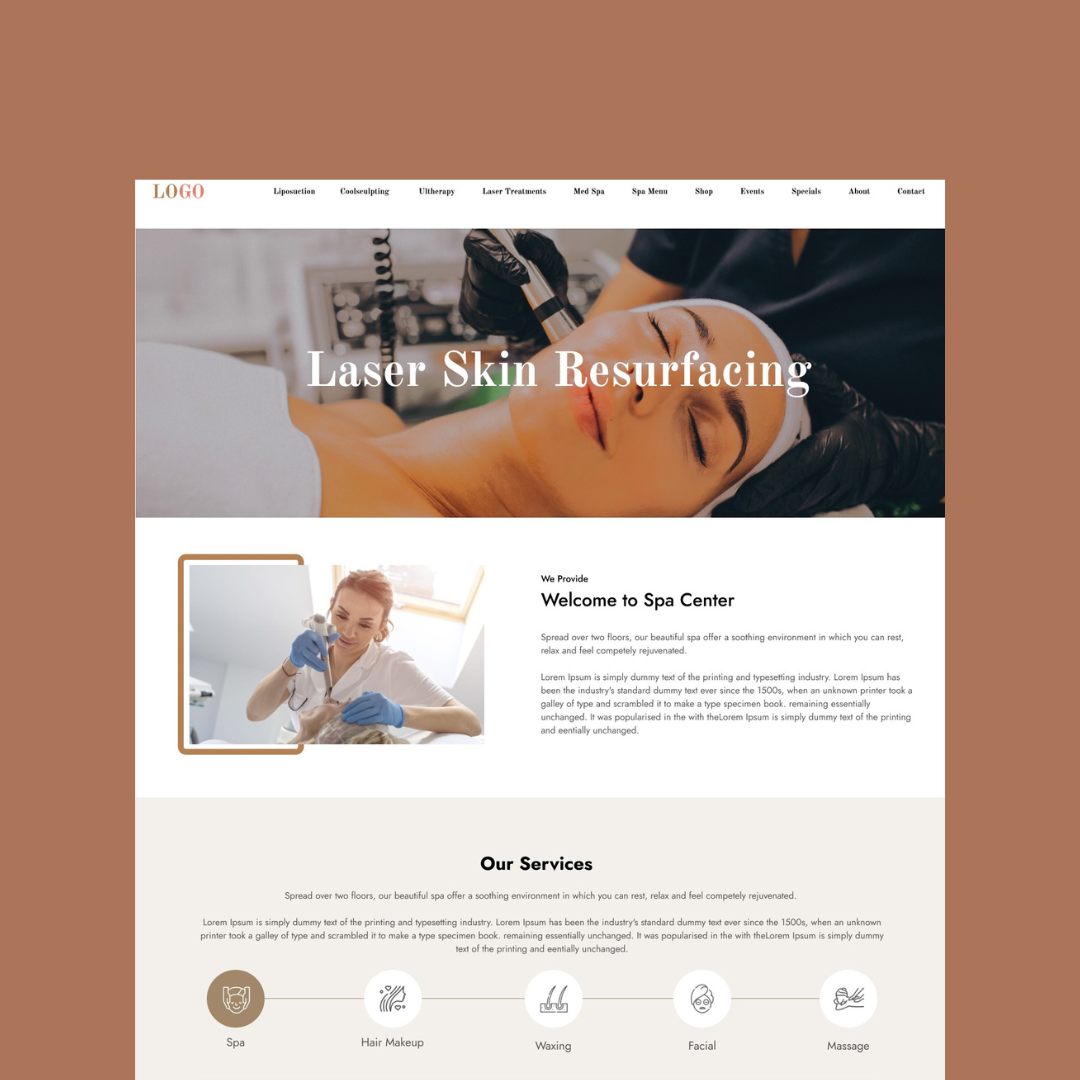 LOGO
Liposuction Coolsculpting Ultherapy Laser Treatments Med Spa Spa Menu Shop Events Specials About Contact
Laser Skin Resurfacing
We Provide
Welcome to Spa Center
Spread over two floors, our beautiful spa offer a soothing environment in which you can rest,
relax and feel competely rejuvenated.
Lorem Ipsum is simply dummy text of the printing and typesetting industry. Lorem Ipsum has
been the industry's standard dummy text ever since the 1500s, when an unknown printer took a
galley of type and scrambled it to make a type specimen book. remaining essentially
unchanged. It was popularised in the with theLorem Ipsum is simply dummy text of the printing
and eentially unchanged.
Our Services
Spread over two floors, our beautiful spa offer a soothing environment in which you can rest, relax and feel competely rejuvenated.
Lorem Ipsum is simply dummy text of the printing and typesetting industry. Lorem Ipsum has been the industry's standard dummy text ever since the 1500s, when an unknown
printer took a galley of type and scrambled it to make a type specimen book. remaining essentially unchanged. It was popularised in the with theLorem Ipsum is simply dummy
text of the printing and eentially unchanged.
Spa Hair Makeup Waxing Facial Massage